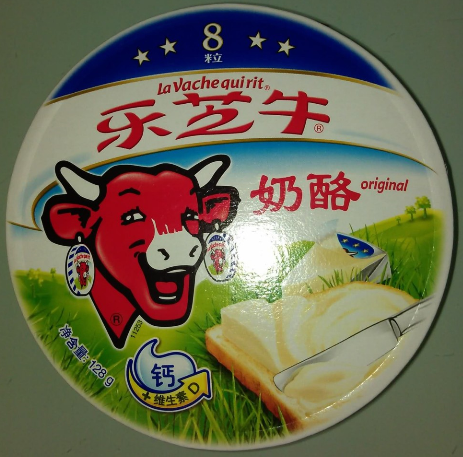 8
粒
La Vache qui rit®
乐芝牛®
奶酪 original
净含量: 128g
钙
+维生素D